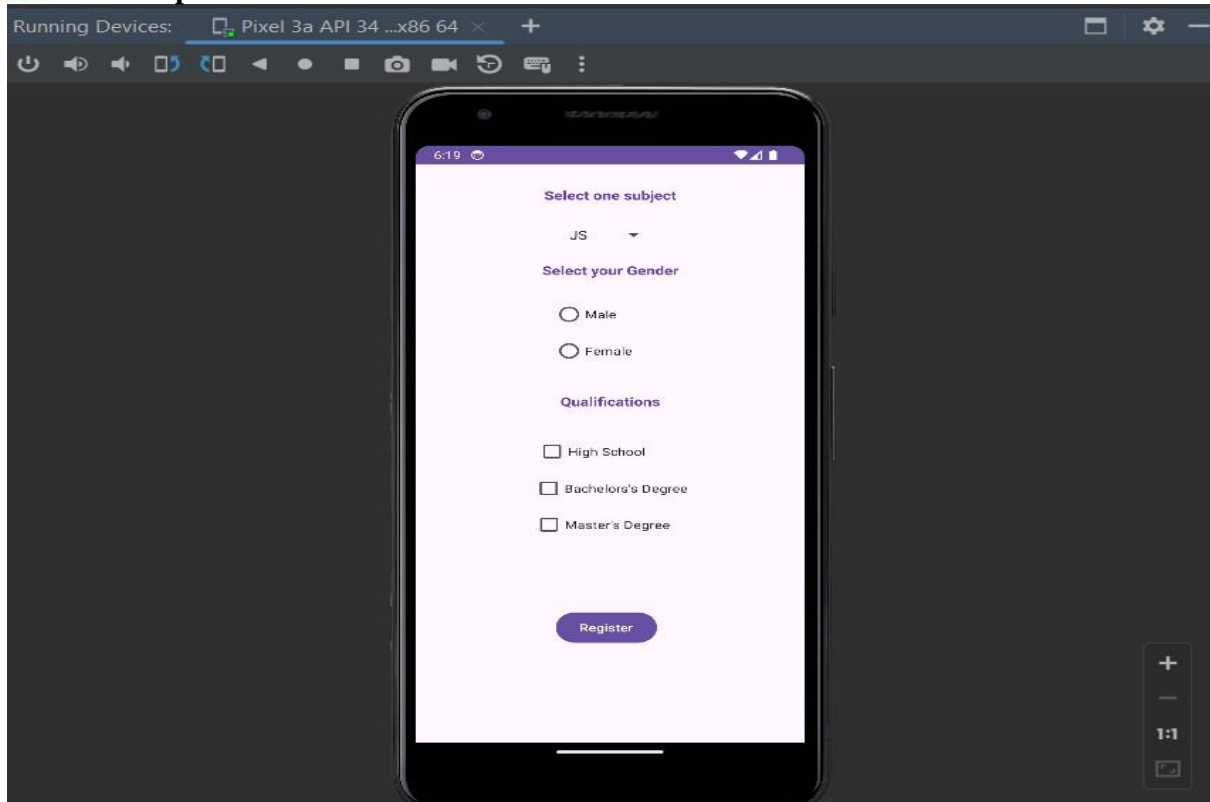 Running Devices: Pixel 3a API 34 ...x86 64
6:19
Select one subject
JS
Select your Gender
Male
Female
Qualifications
High School
Bachelors's Degree
Master's Degree
Register
1:1